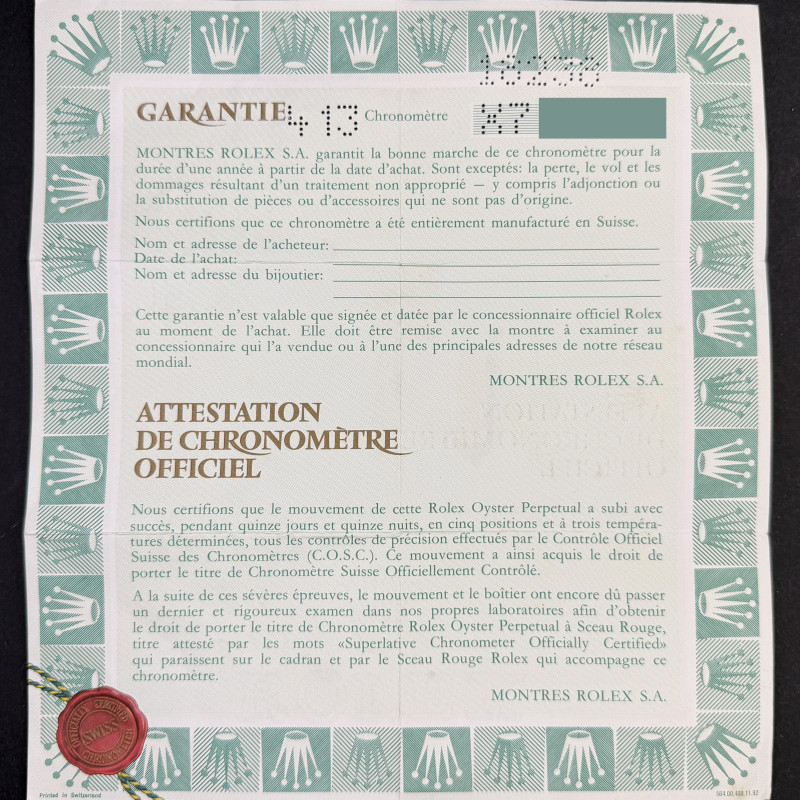 18238
GARANTIE 413 Chronomètre
MONTRES ROLEX S.A. garantit la bonne marche de ce chronomètre pour la
durée d'une année à partir de la date d'achat. Sont exceptés: la perte, le vol et les
dommages résultant d'un traitement non approprié – y compris l'adjonction ou
la substitution de pièces ou d'accessoires qui ne sont pas d'origine.
Nous certifions que ce chronomètre a été entièrement manufacturé en Suisse.
Nom et adresse de l'acheteur:
Date de l'achat:
Nom et adresse du bijoutier:
Cette garantie n'est valable que signée et datée par le concessionnaire officiel Rolex
au moment de l'achat. Elle doit être remise avec la montre à examiner au
concessionnaire qui l'a vendue ou à l'une des principales adresses de notre réseau
mondial.
MONTRES ROLEX S.A.
ATTESTATION
DE CHRONOMÈTRE
OFFICIEL
Nous certifions que le mouvement de cette Rolex Oyster Perpetual a subi avec
succès, pendant quinze jours et quinze nuits, en cinq positions et à trois tempéra-
tures déterminées, tous les contrôles de précision effectués par le Contrôle Officiel
Suisse des Chronomètres (C.O.S.C.). Ce mouvement a ainsi acquis le droit de
porter le titre de Chronomètre Suisse Officiellement Contrôlé.
A la suite de ces sévères épreuves, le mouvement et le boîtier ont encore dû passer
un dernier et rigoureux examen dans nos propres laboratoires afin d'obtenir
le droit de porter le titre de Chronomètre Rolex Oyster Perpetual à Sceau Rouge,
titre attesté par les mots «Superlative Chronometer Officially Certified»
qui paraissent sur le cadran et par le Sceau Rouge Rolex qui accompagne ce
chronomètre.
MONTRES ROLEX S.A.
OFFICIALLY CERTIFIED
SWISS
CHRONOMETER
Printed in Switzerland